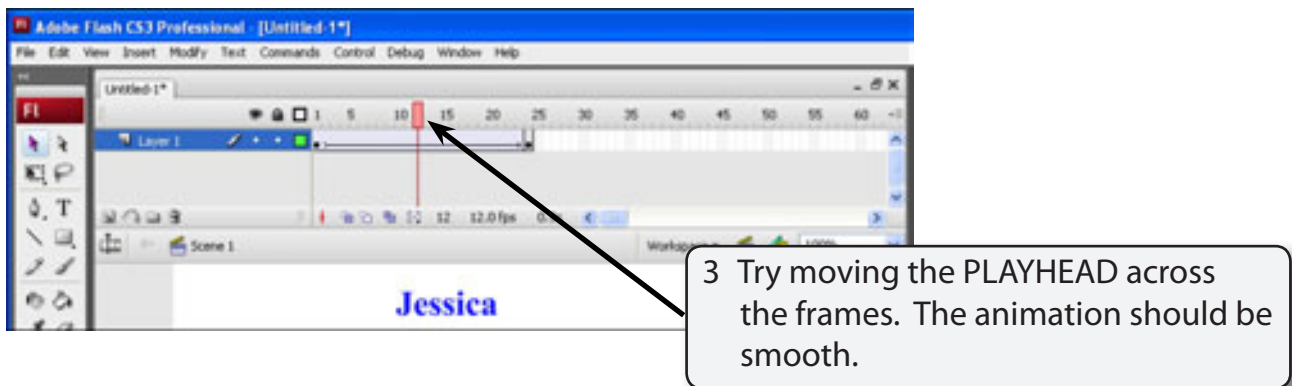 Adobe Flash CS3 Professional - [Untitled-1*]
File Edit View Insert Modify Text Commands Control Debug Window Help
Untitled-1*
Fl
1 5 10 15 20 25 30 35 40 45 50 55 60
Layer 1
12 12.0 fps
Scene 1
Jessica
3 Try moving the PLAYHEAD across
the frames. The animation should be
smooth.